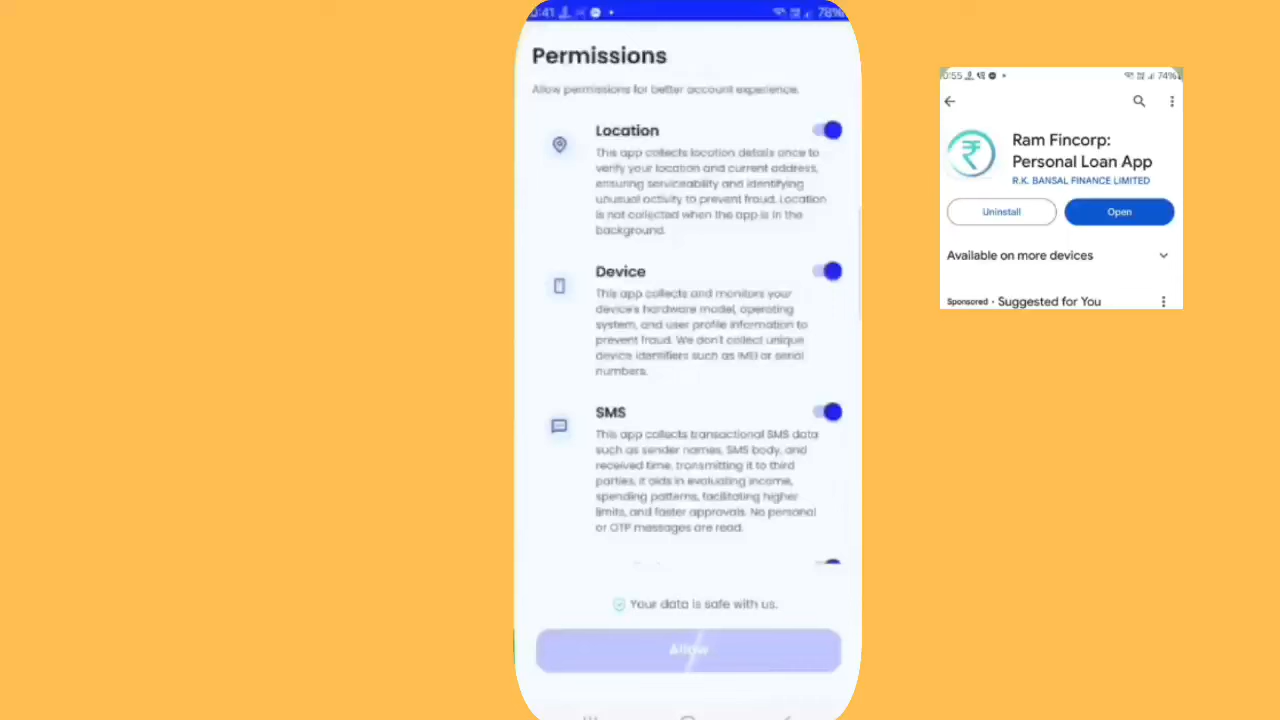 0:41
78%
Permissions
Allow permissions for better account experience.
Location
This app collects location details once to
verify your location and current address,
ensuring serviceability and identifying
unusual activity to prevent fraud. Location
is not collected when the app is in the
background.
Device
This app collects and monitors your
device's hardware model, operating
system, and user profile information to
prevent fraud. We don't collect unique
device identifiers such as IMEI or serial
numbers.
SMS
This app collects transactional SMS data
such as sender names, SMS body, and
received time, transmitting it to third
parties, it aids in evaluating income,
spending patterns, facilitating higher
limits, and faster approvals. No personal
or OTP messages are read.
Your data is safe with us.
Allow
0:55
74%
Ram Fincorp:
Personal Loan App
R.K. BANSAL FINANCE LIMITED
Uninstall
Open
Available on more devices
Sponsored · Suggested for You